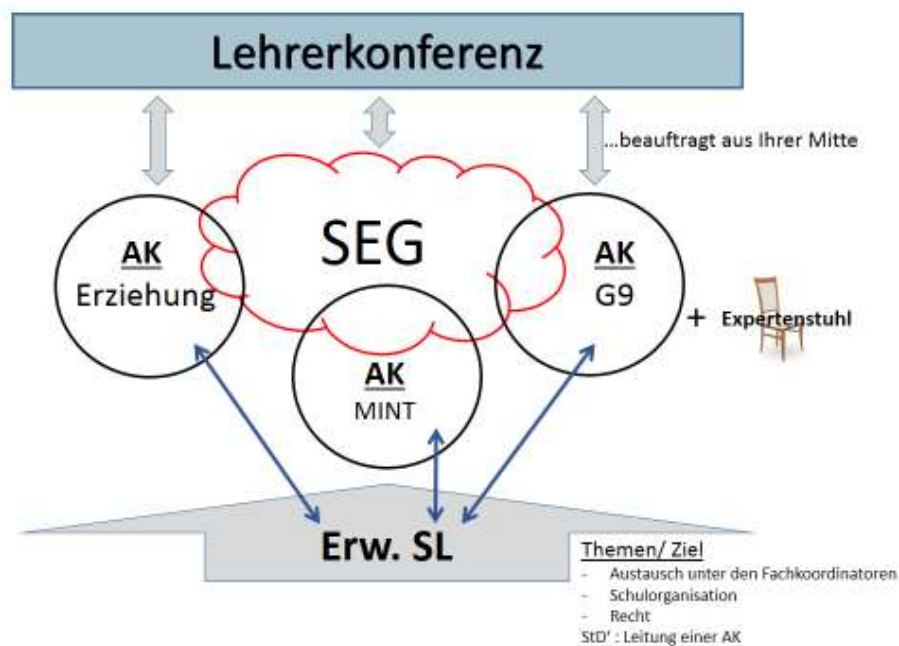 Lehrerkonferenz
...beauftragt aus Ihrer Mitte
SEG
AK
Erziehung
AK
G9
+ Expertenstuhl
AK
MINT
Erw. SL
Themen/ Ziel
- Austausch unter den Fachkoordinatoren
- Schulorganisation
- Recht
StD' : Leitung einer AK